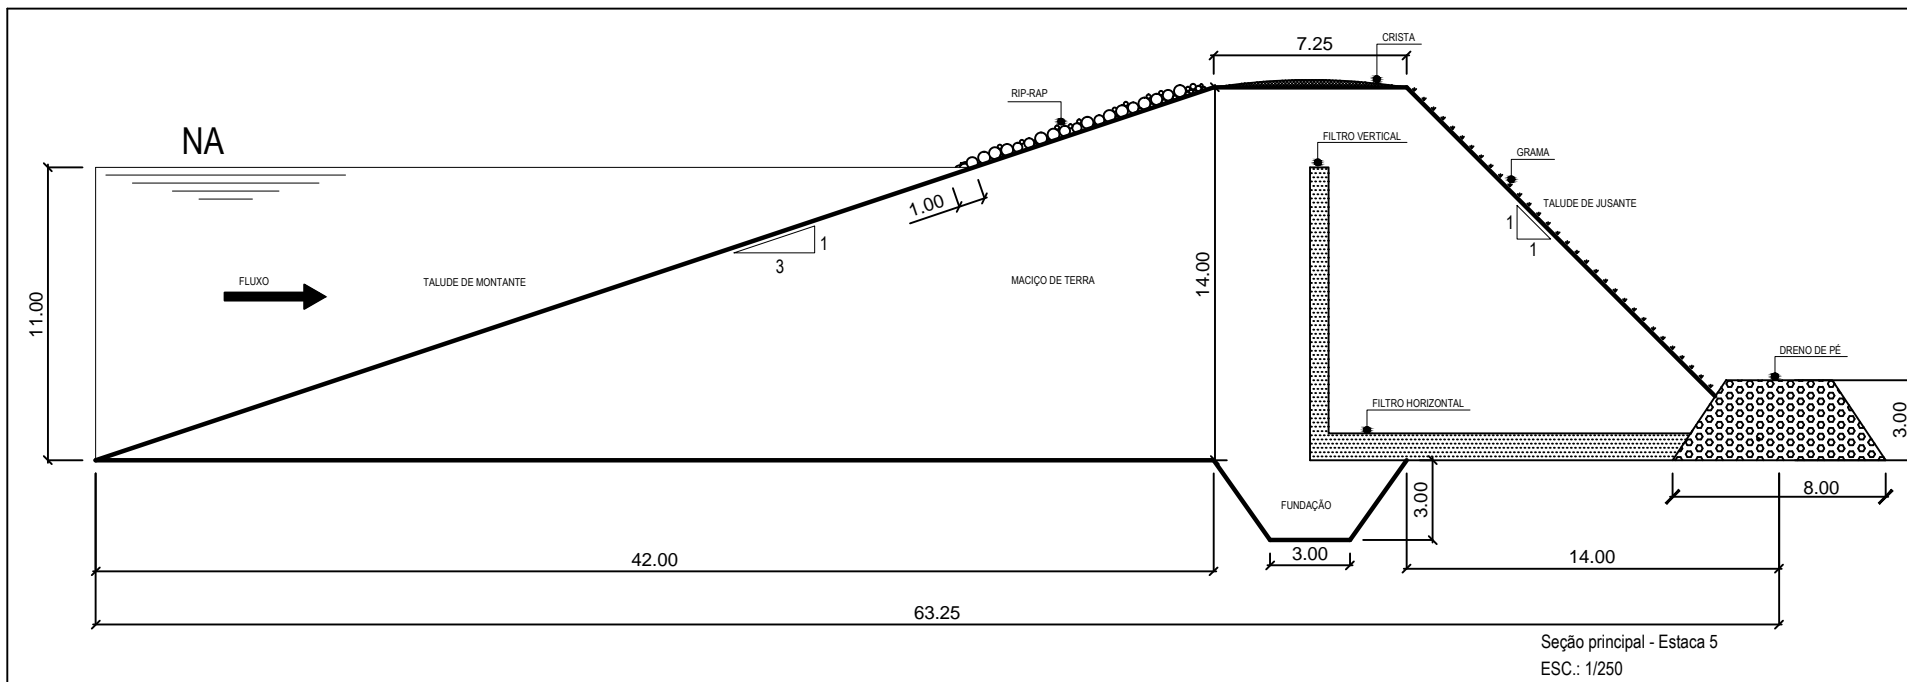 CRISTA
7.25
RIP-RAP
NA
FILTRO VERTICAL
GRAMA
1.00
TALUDE DE JUSANTE
1
1
1
3
FLUXO
TALUDE DE MONTANTE
MACIÇO DE TERRA
14.00
11.00
DRENO DE PÉ
FILTRO HORIZONTAL
3.00
8.00
FUNDAÇÃO
3.00
3.00
42.00
14.00
63.25
Seção principal - Estaca 5
ESC.: 1/250